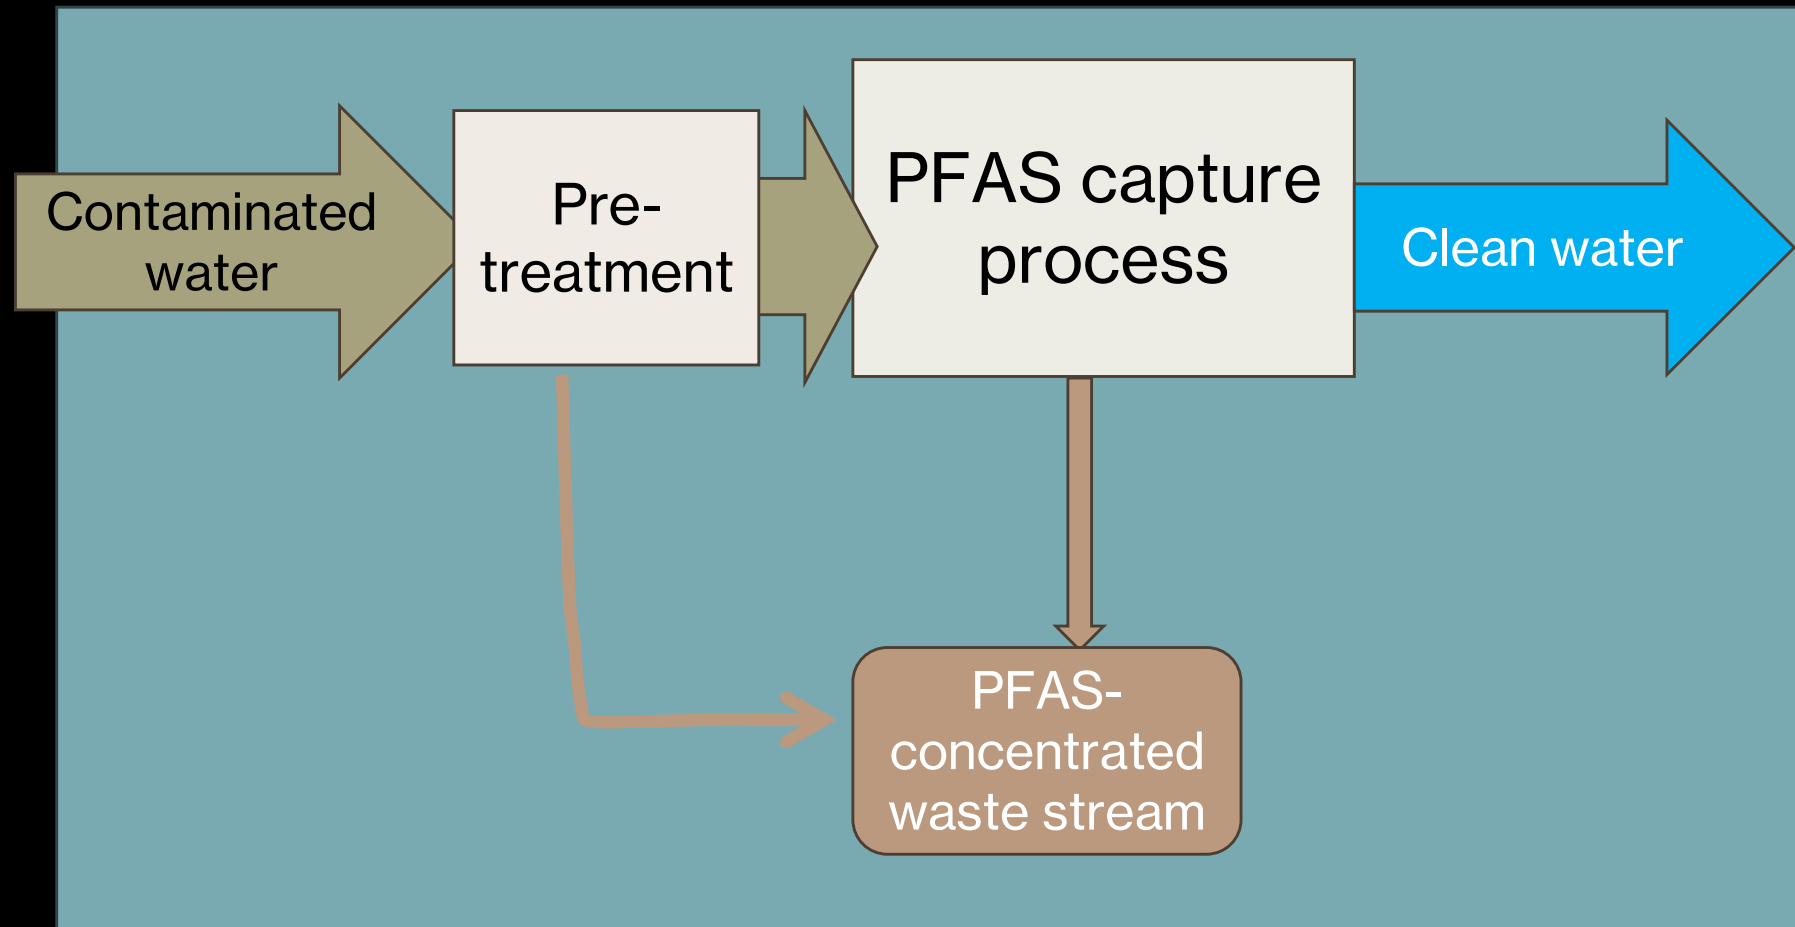 Contaminated
water
Pre-
treatment
PFAS capture
process
Clean water
PFAS-
concentrated
waste stream